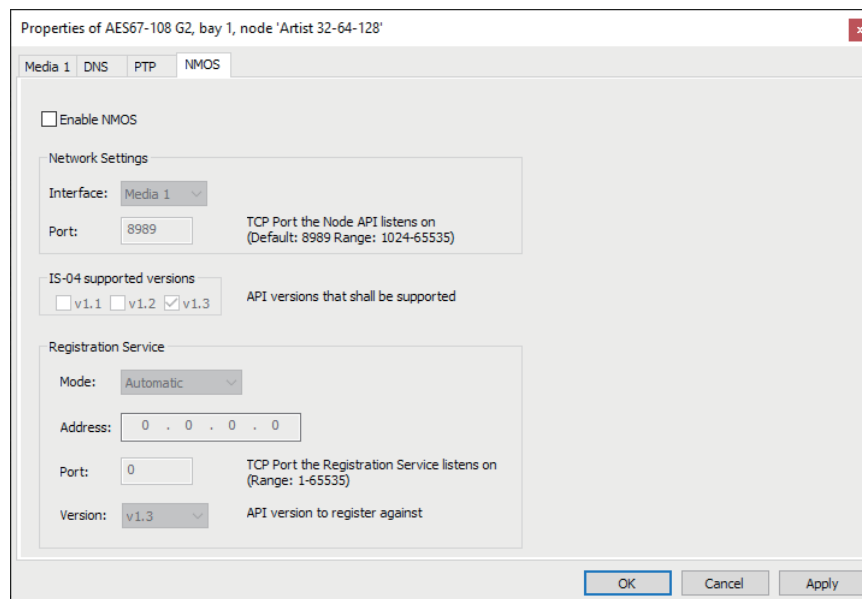 Properties of AES67-108 G2, bay 1, node 'Artist 32-64-128'
x
Media 1 DNS PTP NMOS
Enable NMOS
Network Settings
Interface: Media 1
Port: 8989 TCP Port the Node API listens on
(Default: 8989 Range: 1024-65535)
IS-04 supported versions
v1.1 v1.2 v1.3 API versions that shall be supported
Registration Service
Mode: Automatic
Address: 0 . 0 . 0 . 0
Port: 0 TCP Port the Registration Service listens on
(Range: 1-65535)
Version: v1.3 API version to register against
OK Cancel Apply